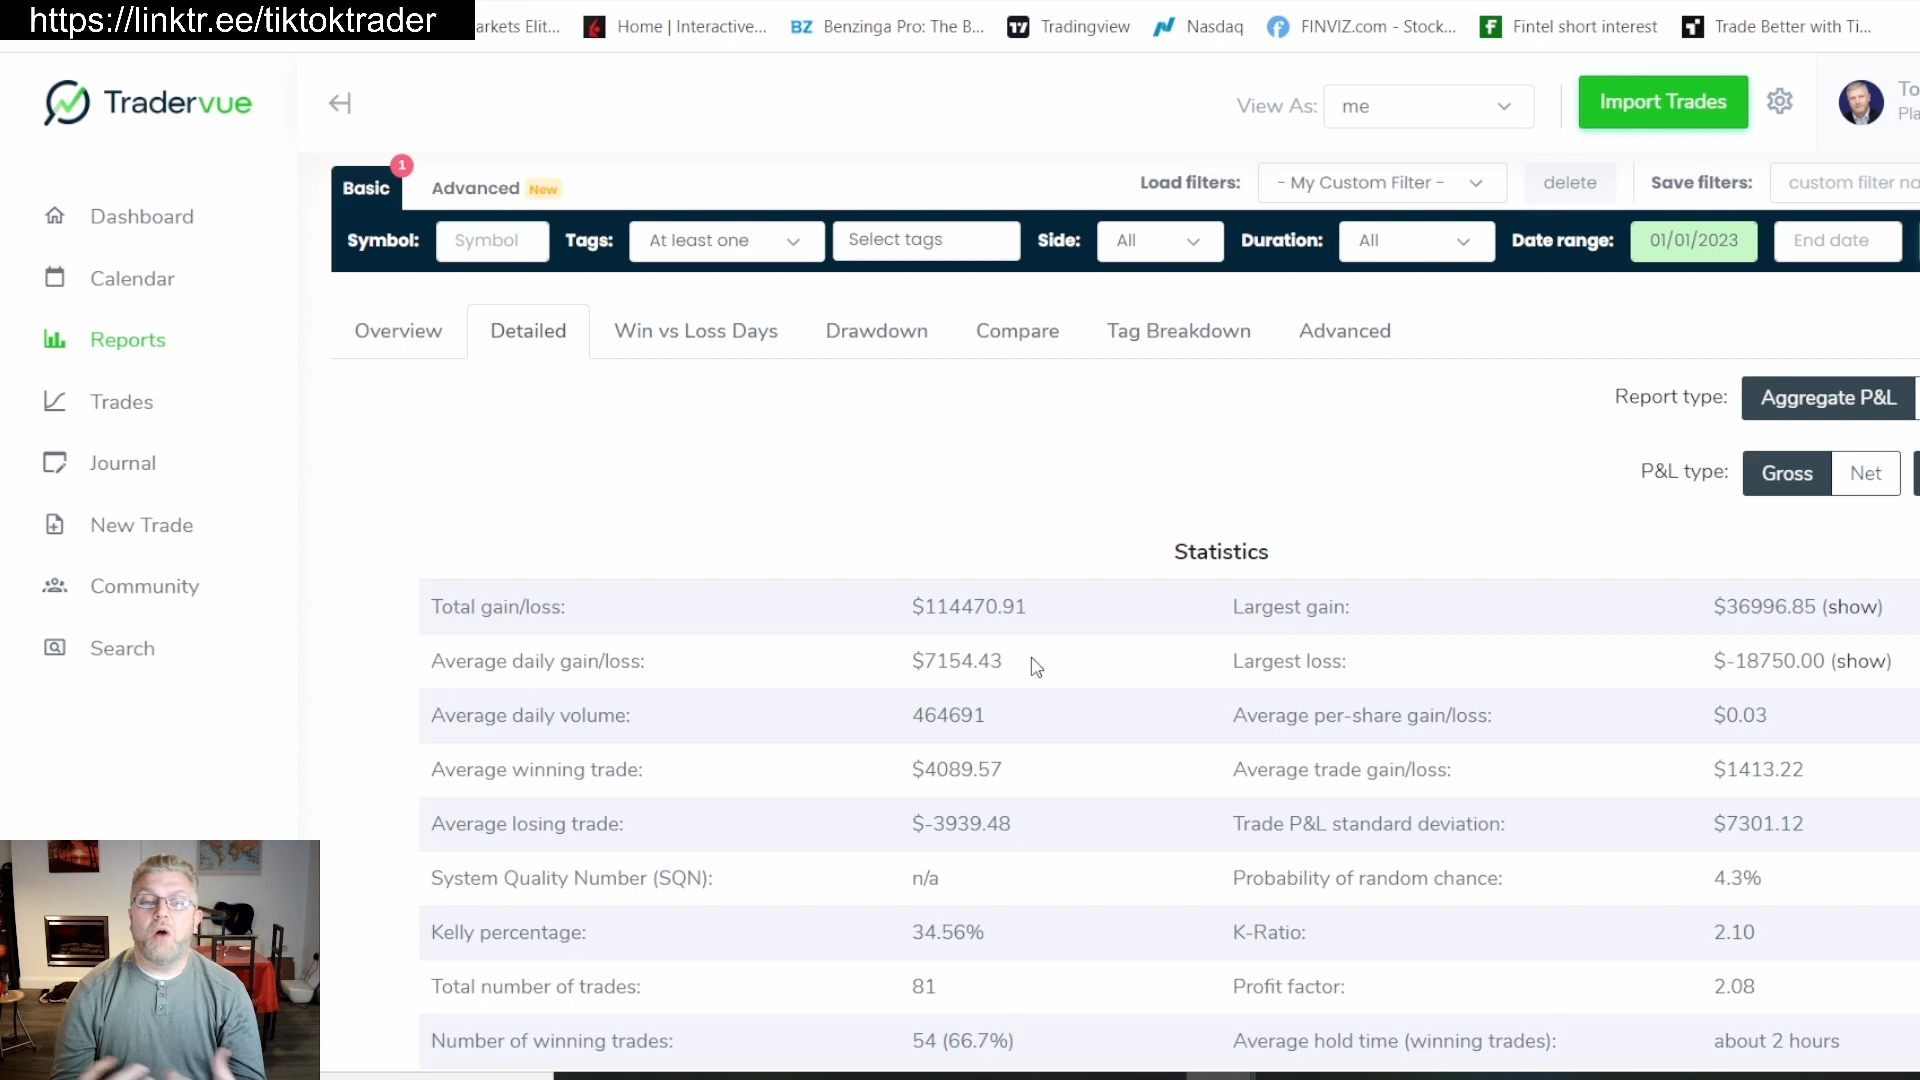 https://linktr.ee/tiktoktrader
arkets Elit... Home | Interactive... BZ Benzinga Pro: The B... Tradingview Nasdaq FINVIZ.com - Stock... Fintel short interest Trade Better with Ti...
Tradervue
View As: me Import Trades To
Pla
Basic 1 Advanced New Load filters: - My Custom Filter - delete Save filters: custom filter na
Symbol: Symbol Tags: At least one Select tags Side: All Duration: All Date range: 01/01/2023 End date
Dashboard
Calendar
Reports
Trades
Journal
New Trade
Community
Search
Overview Detailed Win vs Loss Days Drawdown Compare Tag Breakdown Advanced
Report type: Aggregate P&L
P&L type: Gross Net
Statistics
Total gain/loss: $114470.91 Largest gain: $36996.85 (show)
Average daily gain/loss: $7154.43 Largest loss: $-18750.00 (show)
Average daily volume: 464691 Average per-share gain/loss: $0.03
Average winning trade: $4089.57 Average trade gain/loss: $1413.22
Average losing trade: $-3939.48 Trade P&L standard deviation: $7301.12
System Quality Number (SQN): n/a Probability of random chance: 4.3%
Kelly percentage: 34.56% K-Ratio: 2.10
Total number of trades: 81 Profit factor: 2.08
Number of winning trades: 54 (66.7%) Average hold time (winning trades): about 2 hours